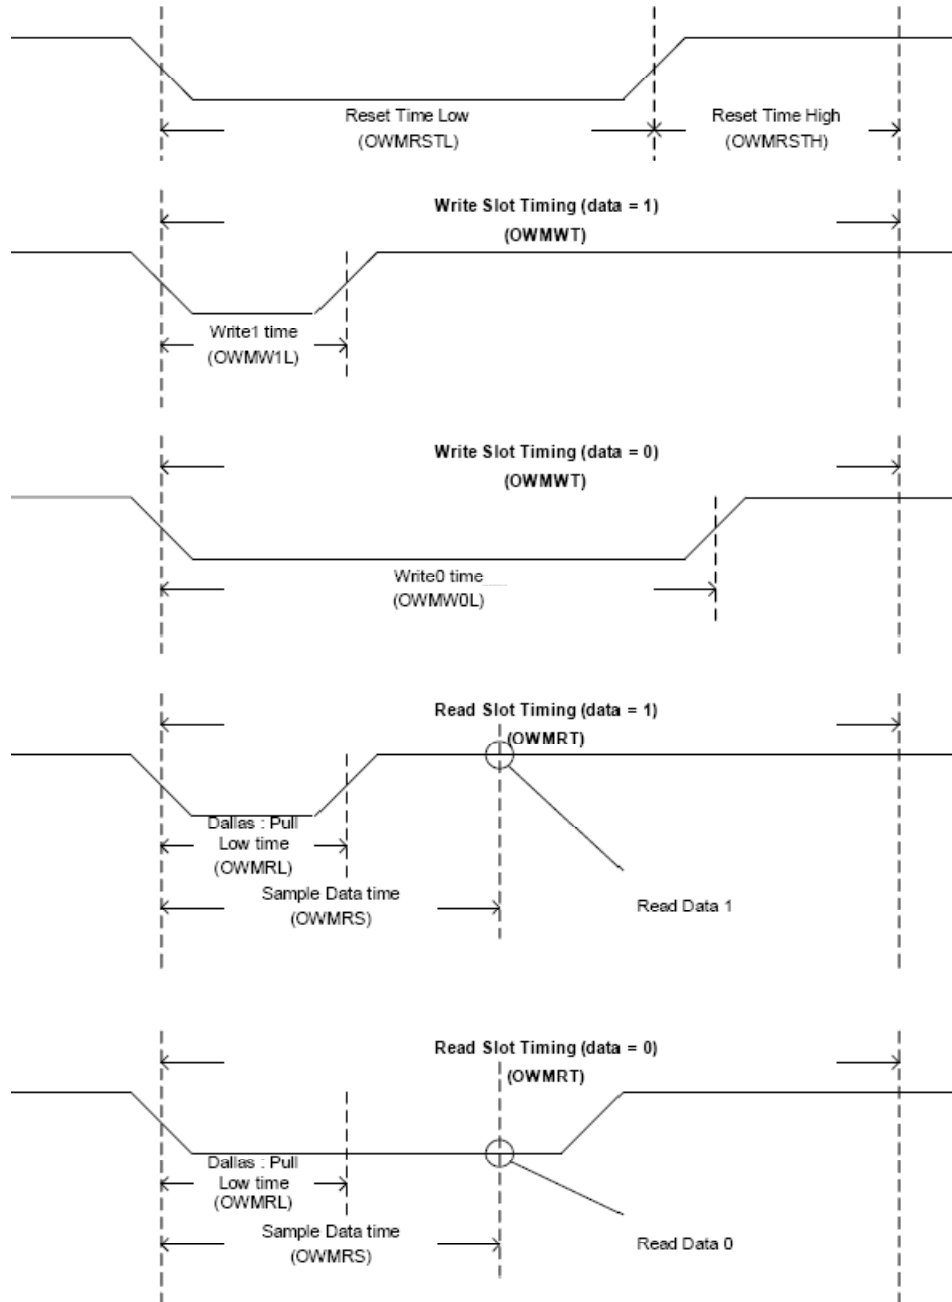 Reset Time Low
(OWMRSTL)
Reset Time High
(OWMRSTH)
Write Slot Timing (data = 1)
(OWMWT)
Write1 time
(OWMW1L)
Write Slot Timing (data = 0)
(OWMWT)
Write0 time
(OWMW0L)
Read Slot Timing (data = 1)
(OWMRT)
Dallas : Pull
Low time
(OWMRL)
Sample Data time
(OWMRS)
Read Data 1
Read Slot Timing (data = 0)
(OWMRT)
Dallas : Pull
Low time
(OWMRL)
Sample Data time
(OWMRS)
Read Data 0